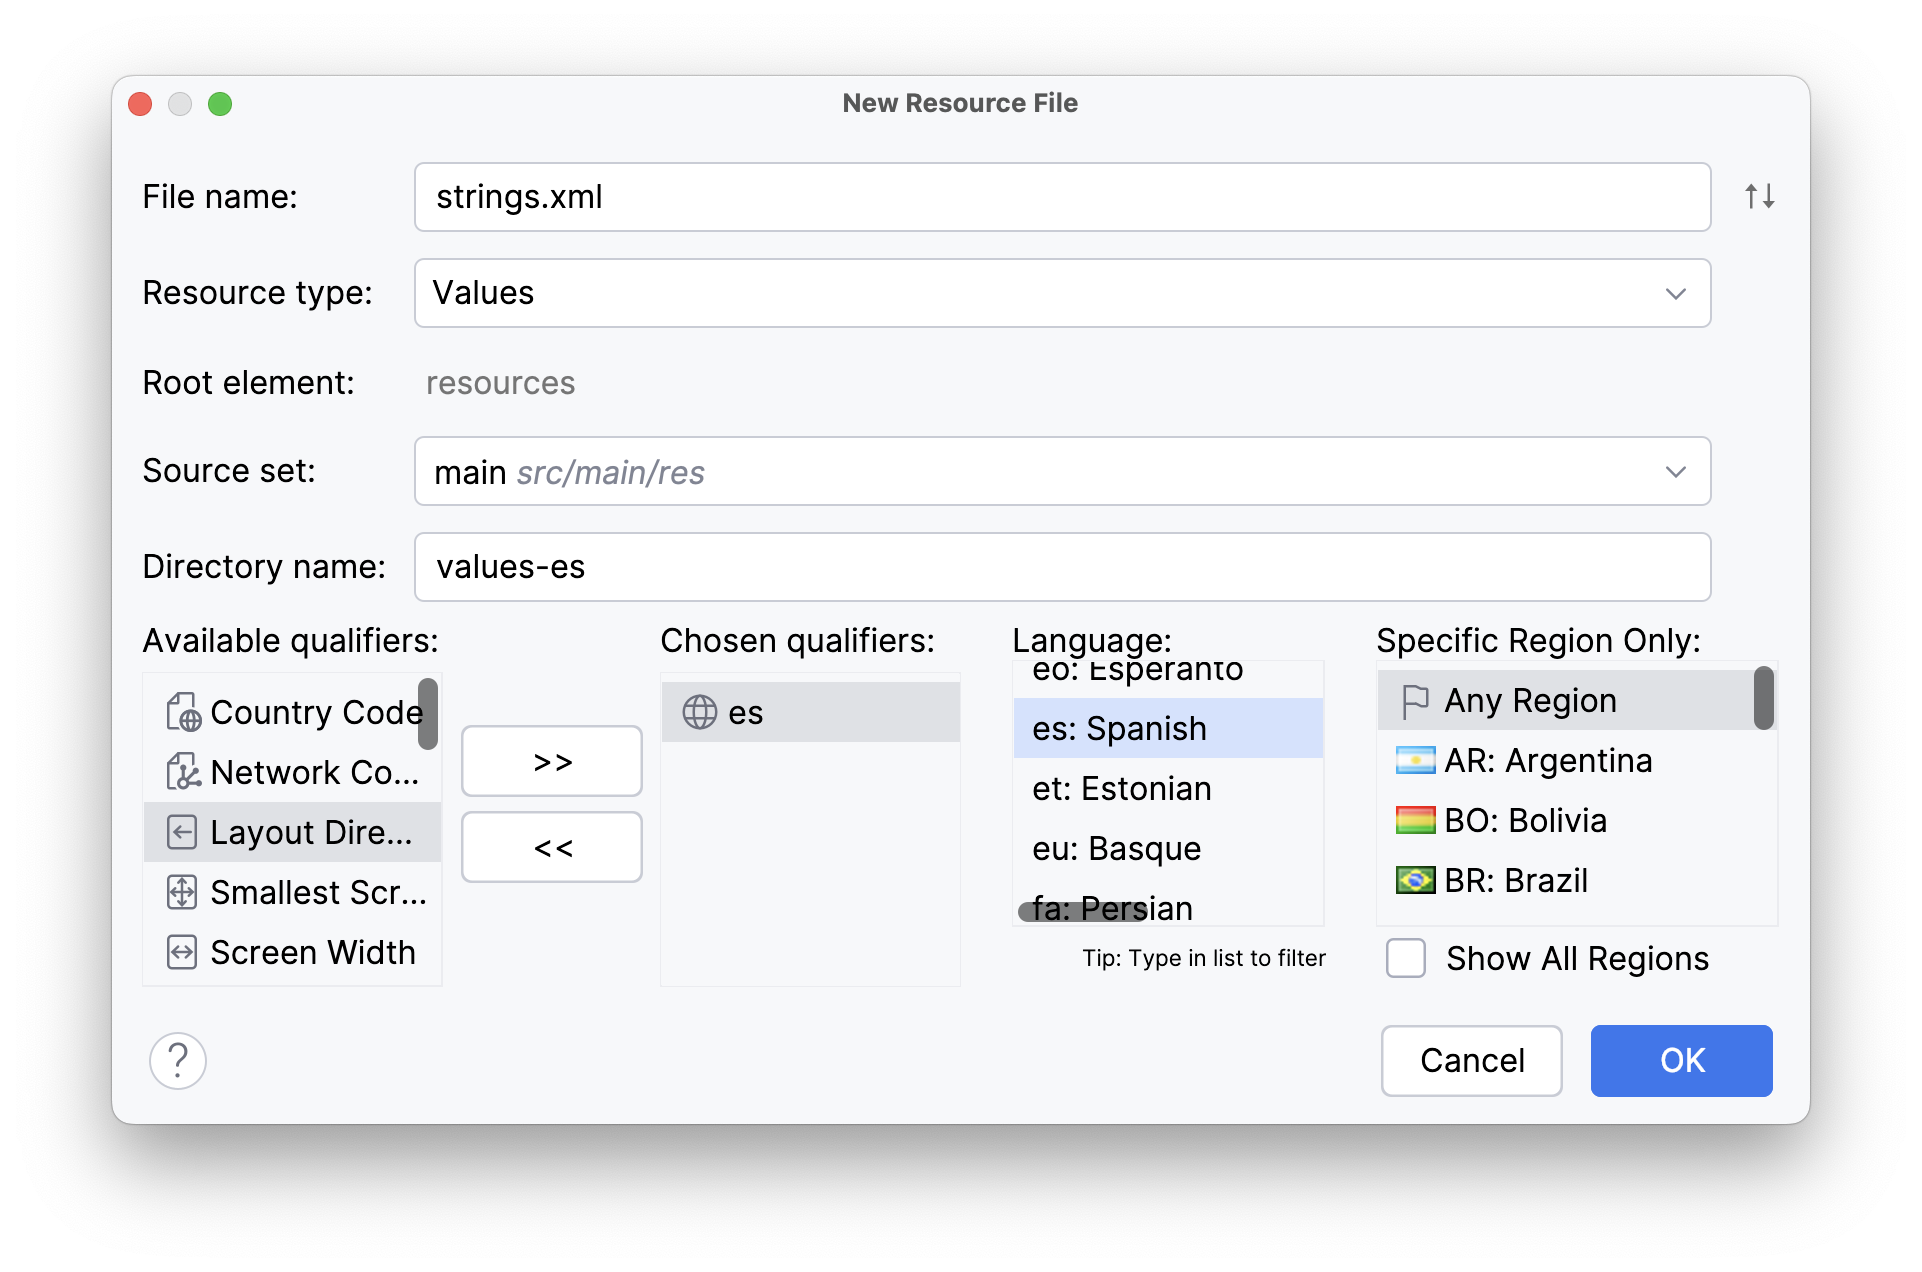 New Resource File
File name:
strings.xml
Resource type:
Values
Root element:
resources
Source set:
main src/main/res
Directory name:
values-es
Available qualifiers:
Country Code
Network Co...
Layout Dire...
Smallest Scr...
Screen Width
>>
<<
Chosen qualifiers:
es
Language:
eo: Esperanto
es: Spanish
et: Estonian
eu: Basque
fa: Persian
Tip: Type in list to filter
Specific Region Only:
Any Region
AR: Argentina
BO: Bolivia
BR: Brazil
Show All Regions
?
Cancel
OK